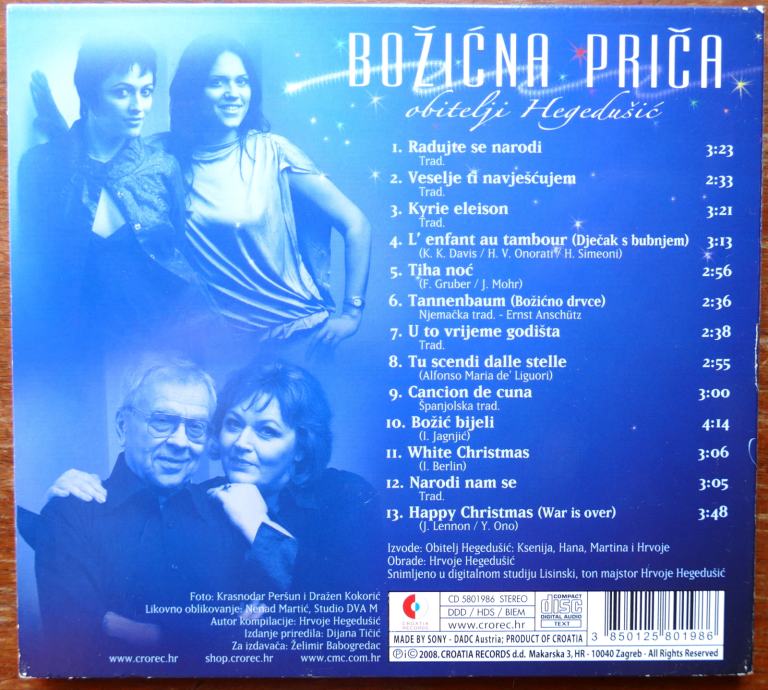 BOŽIĆNA PRIČA
obitelji Hegedušić
1. Radujte se narodi 3:23
Trad.
2. Veselje ti navješćujem 2:33
Trad.
3. Kyrie eleison 3:21
Trad.
4. L' enfant au tambour (Dječak s bubnjem) 3:13
(K. K. Davis / H. V. Onorati / H. Simeoni)
5. Tiha noć 2:56
(F. Gruber / J. Mohr)
6. Tannenbaum (Božićno drvce) 2:36
Njemačka trad. - Ernst Anschütz
7. U to vrijeme godišta 2:38
Trad.
8. Tu scendi dalle stelle 2:55
(Alfonso Maria de' Liguori)
9. Cancion de cuna 3:00
Španjolska trad.
10. Božić bijeli 4:14
(I. Jagnjić)
11. White Christmas 3:06
(I. Berlin)
12. Narodi nam se 3:05
Trad.
13. Happy Christmas (War is over) 3:48
(J. Lennon / Y. Ono)
Izvode: Obitelj Hegedušić: Ksenija, Hana, Martina i Hrvoje
Obrade: Hrvoje Hegedušić
Snimljeno u digitalnom studiju Lisinski, ton majstor Hrvoje Hegedušić
Foto: Krasnodar Peršun i Dražen Kokorić
Likovno oblikovanje: Nenad Martić, Studio DVA M
Autor kompilacije: Hrvoje Hegedušić
Izdanje priredila: Dijana Tičić
Za izdavača: Želimir Babogredac
www.crorec.hr shop.crorec.hr www.cmc.com.hr
CROATIA RECORDS
CD 5801986 STEREO
DDD / HDS / BIEM
www.crorec.hr
COMPACT disc DIGITAL AUDIO TEXT
MADE BY SONY - DADC Austria; PRODUCT OF CROATIA
3 850125 801986
Ⓟ i © 2008. CROATIA RECORDS d.d. Makarska 3, HR - 10040 Zagreb - All Rights Reserved